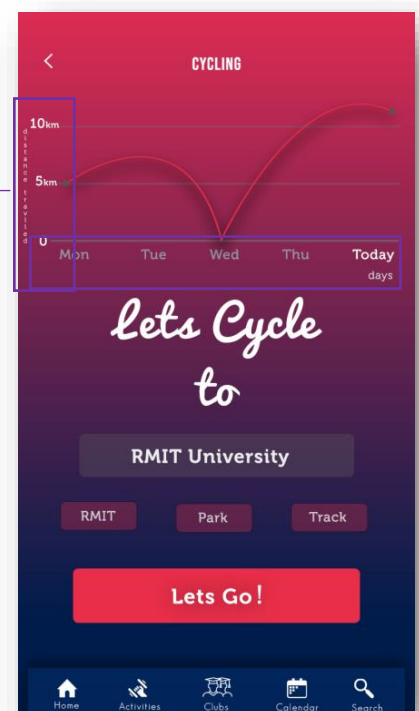 CYCLING
10km
5km
0
distance traviled
Mon Tue Wed Thu Today
days
Lets Cycle
to
RMIT University
RMIT Park Track
Lets Go!
Home Activities Clubs Calendar Search